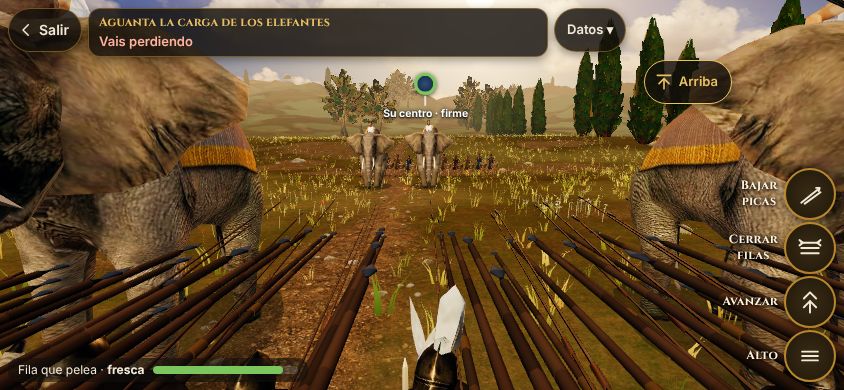 Salir
AGUANTA LA CARGA DE LOS ELEFANTES
Vais perdiendo
Datos ▾
Arriba
Su centro · firme
BAJAR
PICAS
CERRAR
FILAS
AVANZAR
ALTO
Fila que pelea · fresca